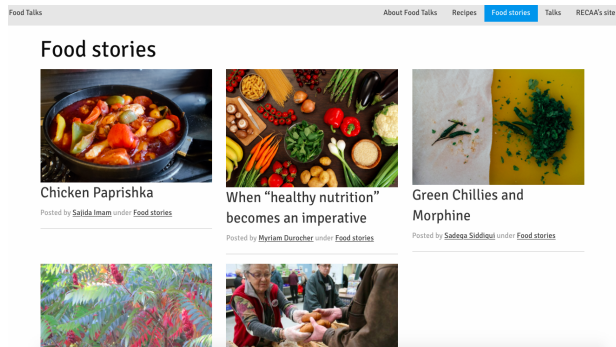 Food Talks
About Food Talks Recipes Food stories Talks RECAA's site
Food stories
Chicken Paprishka
Posted by Sajida Imam under Food stories
When “healthy nutrition”
becomes an imperative
Posted by Myriam Durocher under Food stories
Green Chillies and
Morphine
Posted by Sadeqa Siddiqui under Food stories